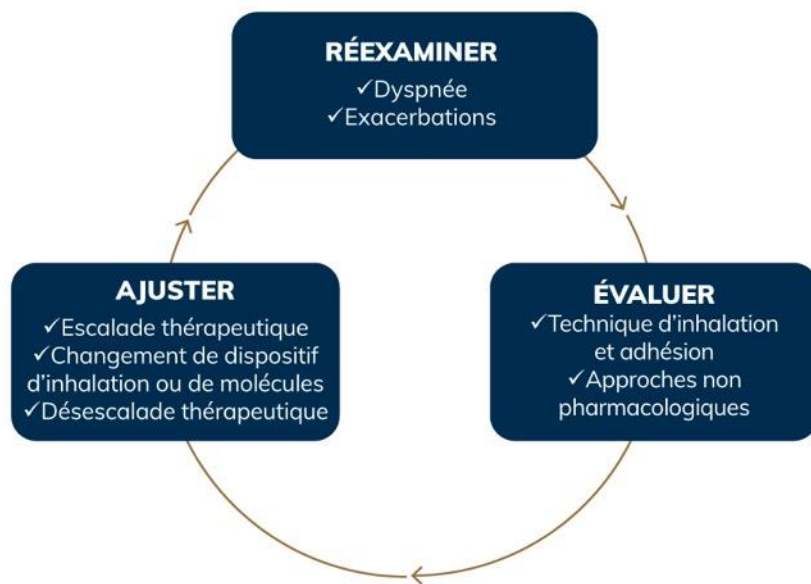 RÉEXAMINER
✓Dyspnée
✓Exacerbations
AJUSTER
✓Escalade thérapeutique
✓Changement de dispositif
d’inhalation ou de molécules
✓Désescalade thérapeutique
ÉVALUER
✓Technique d’inhalation
et adhésion
✓Approches non
pharmacologiques